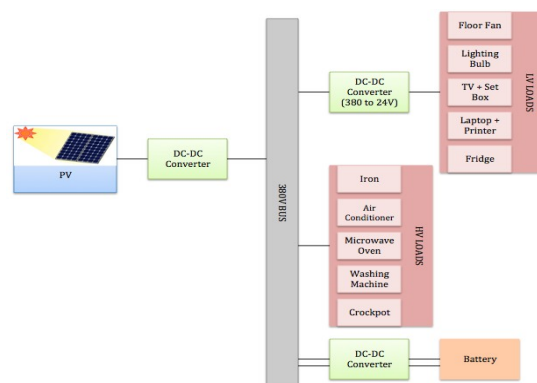 PV
DC-DC
Converter
380V BUS
DC-DC
Converter
(380 to 24V)
Floor Fan
Lighting
Bulb
TV + Set
Box
Laptop +
Printer
Fridge
LV LOADS
Iron
Air
Conditioner
Microwave
Oven
Washing
Machine
Crockpot
HV LOADS
DC-DC
Converter
Battery